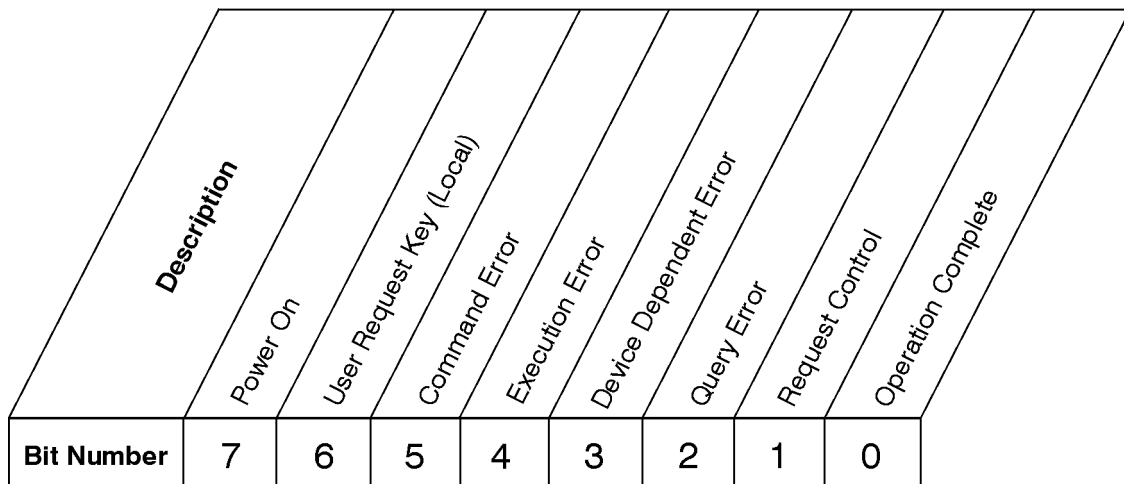 Description
Power On
User Request Key (Local)
Command Error
Execution Error
Device Dependent Error
Query Error
Request Control
Operation Complete
Bit Number 7 6 5 4 3 2 1 0